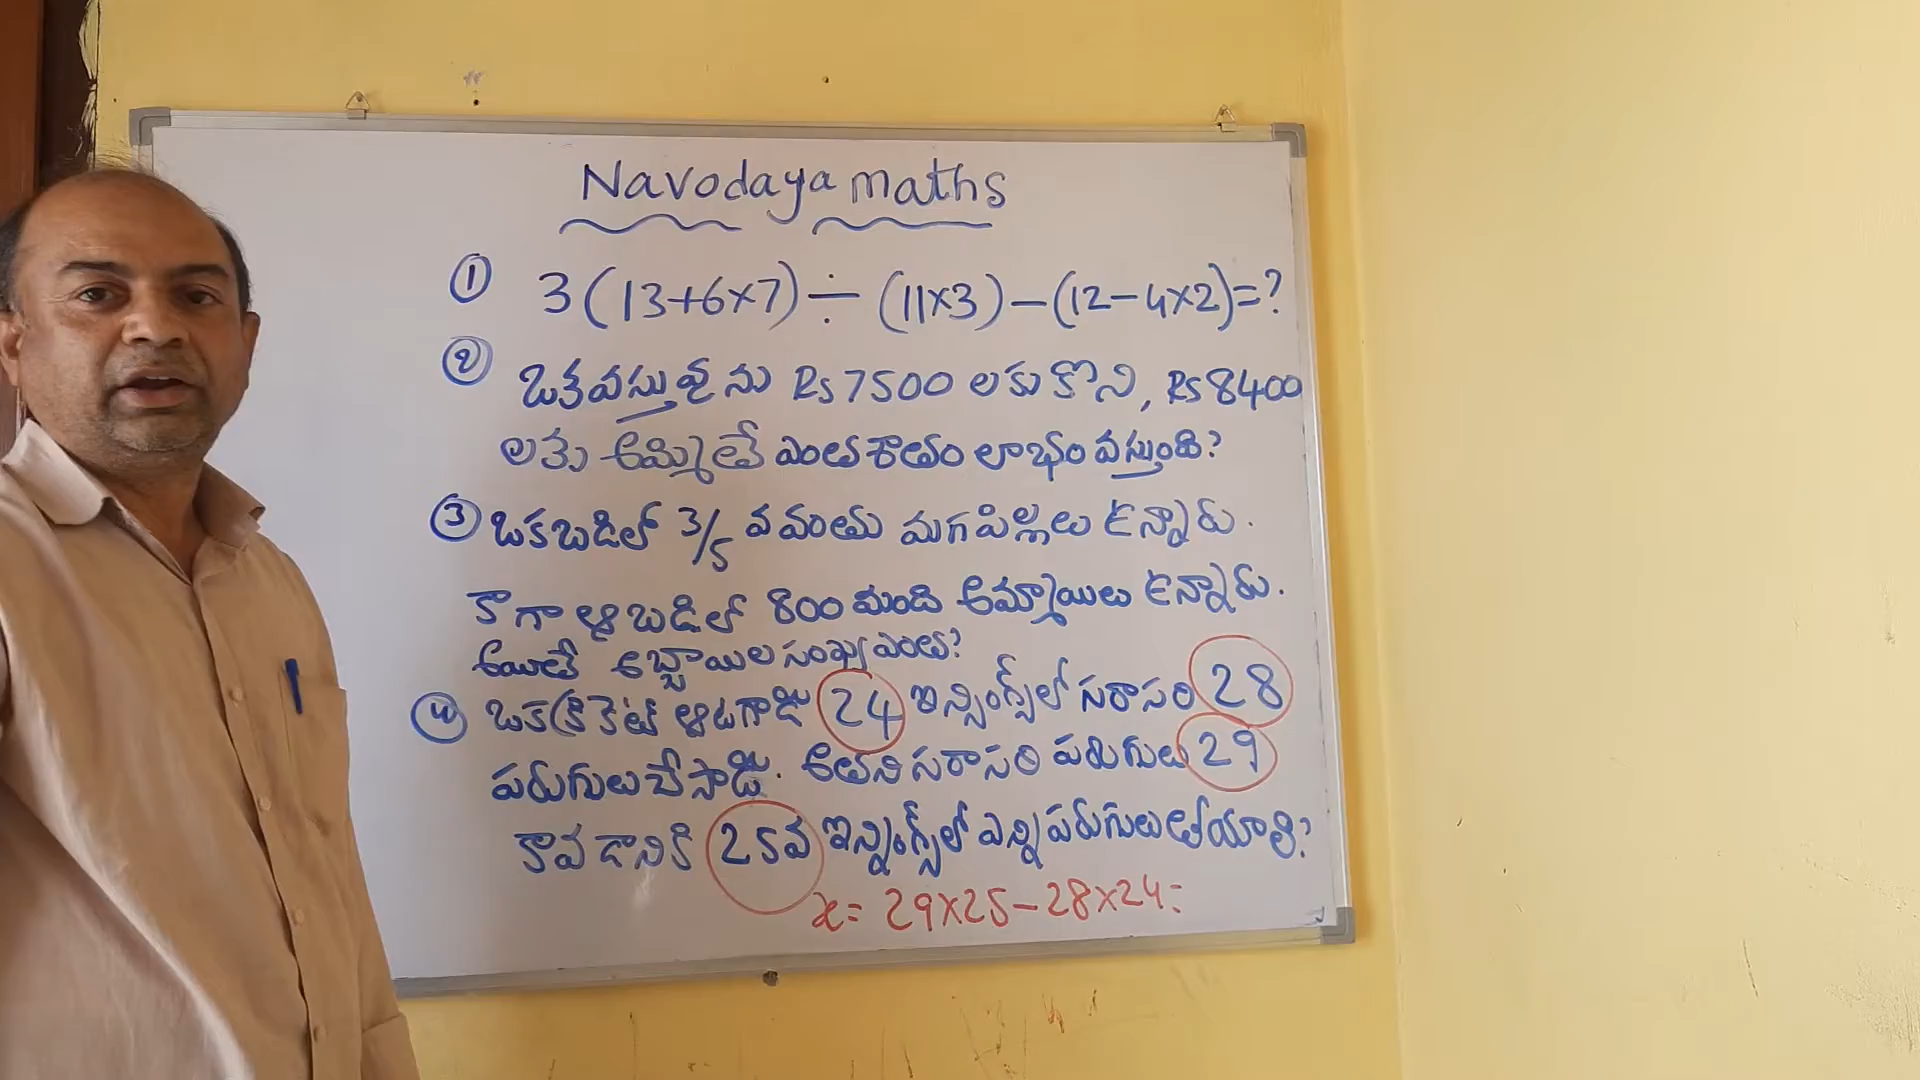 Navodaya maths
① 3(13+6×7) ÷ (11×3) – (12–4×2)=?
② ఒకవస్తువును Rs 7500 లకు కొని, Rs 8400
లకు అమ్మితే ఎంత శాతం లాభం వస్తుంది?
③ ఒక బడిలో 3/5 వ వంతు మగ పిల్లలు ఉన్నారు.
కాగా ఆ బడిలో 800 మంది అమ్మాయిలు ఉన్నారు.
అయితే అబ్బాయిల సంఖ్య ఎంత?
④ ఒక క్రికెట్ ఆటగాడు 24 ఇన్నింగ్స్‌లో సరాసరి 28
పరుగులు చేసాడు. అతని సరాసరి పరుగులు 29
కావడానికి 25వ ఇన్నింగ్స్‌లో ఎన్ని పరుగులు చేయాలి?
x = 29×25–28×24=